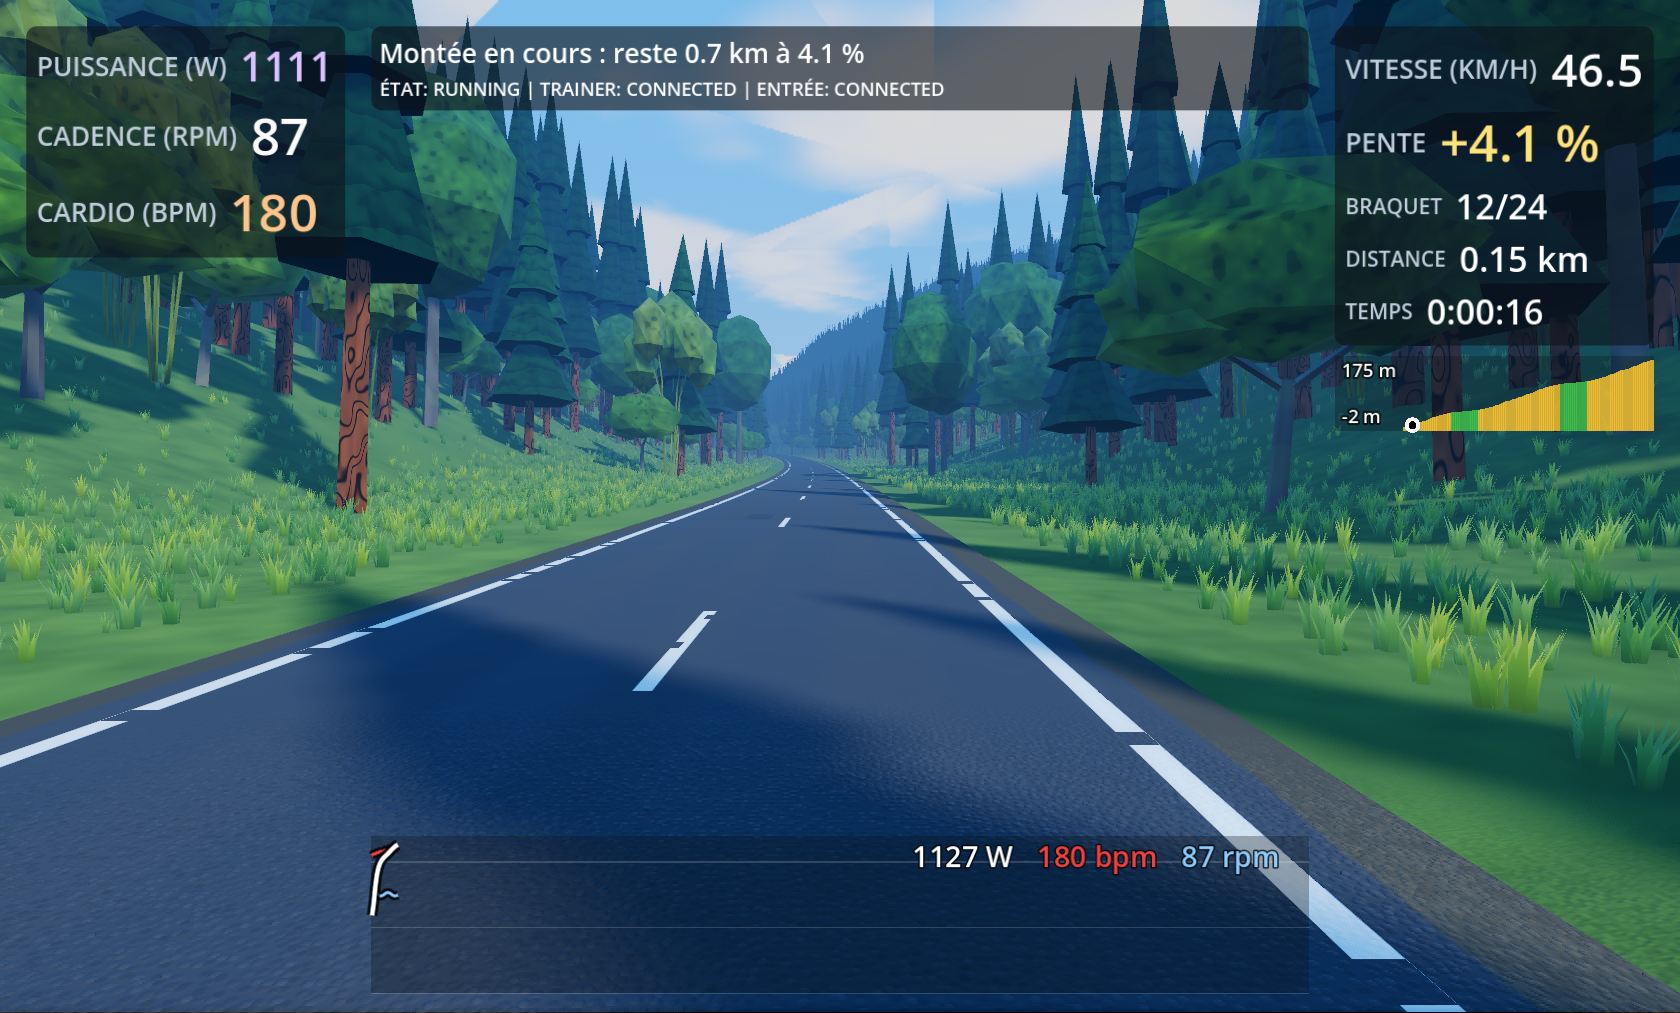 PUISSANCE (W) 1111
CADENCE (RPM) 87
CARDIO (BPM) 180
Montée en cours : reste 0.7 km à 4.1 %
ÉTAT: RUNNING | TRAINER: CONNECTED | ENTRÉE: CONNECTED
VITESSE (KM/H) 46.5
PENTE +4.1 %
BRAQUET 12/24
DISTANCE 0.15 km
TEMPS 0:00:16
175 m
-2 m
1127 W 180 bpm 87 rpm